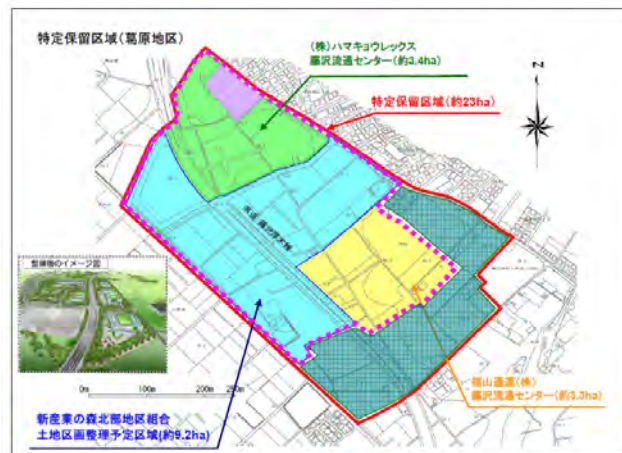 特定保留区域(葛原地区)
(株)ハマキョウレックス
藤沢流通センター(約3.4ha)
特定保留区域(約23ha)
N
整備後のイメージ図
0m 100m 200m
福山通運(株)
藤沢流通センター(約3.3ha)
新産業の森北部地区組合
土地区画整理予定区域(約9.2ha)